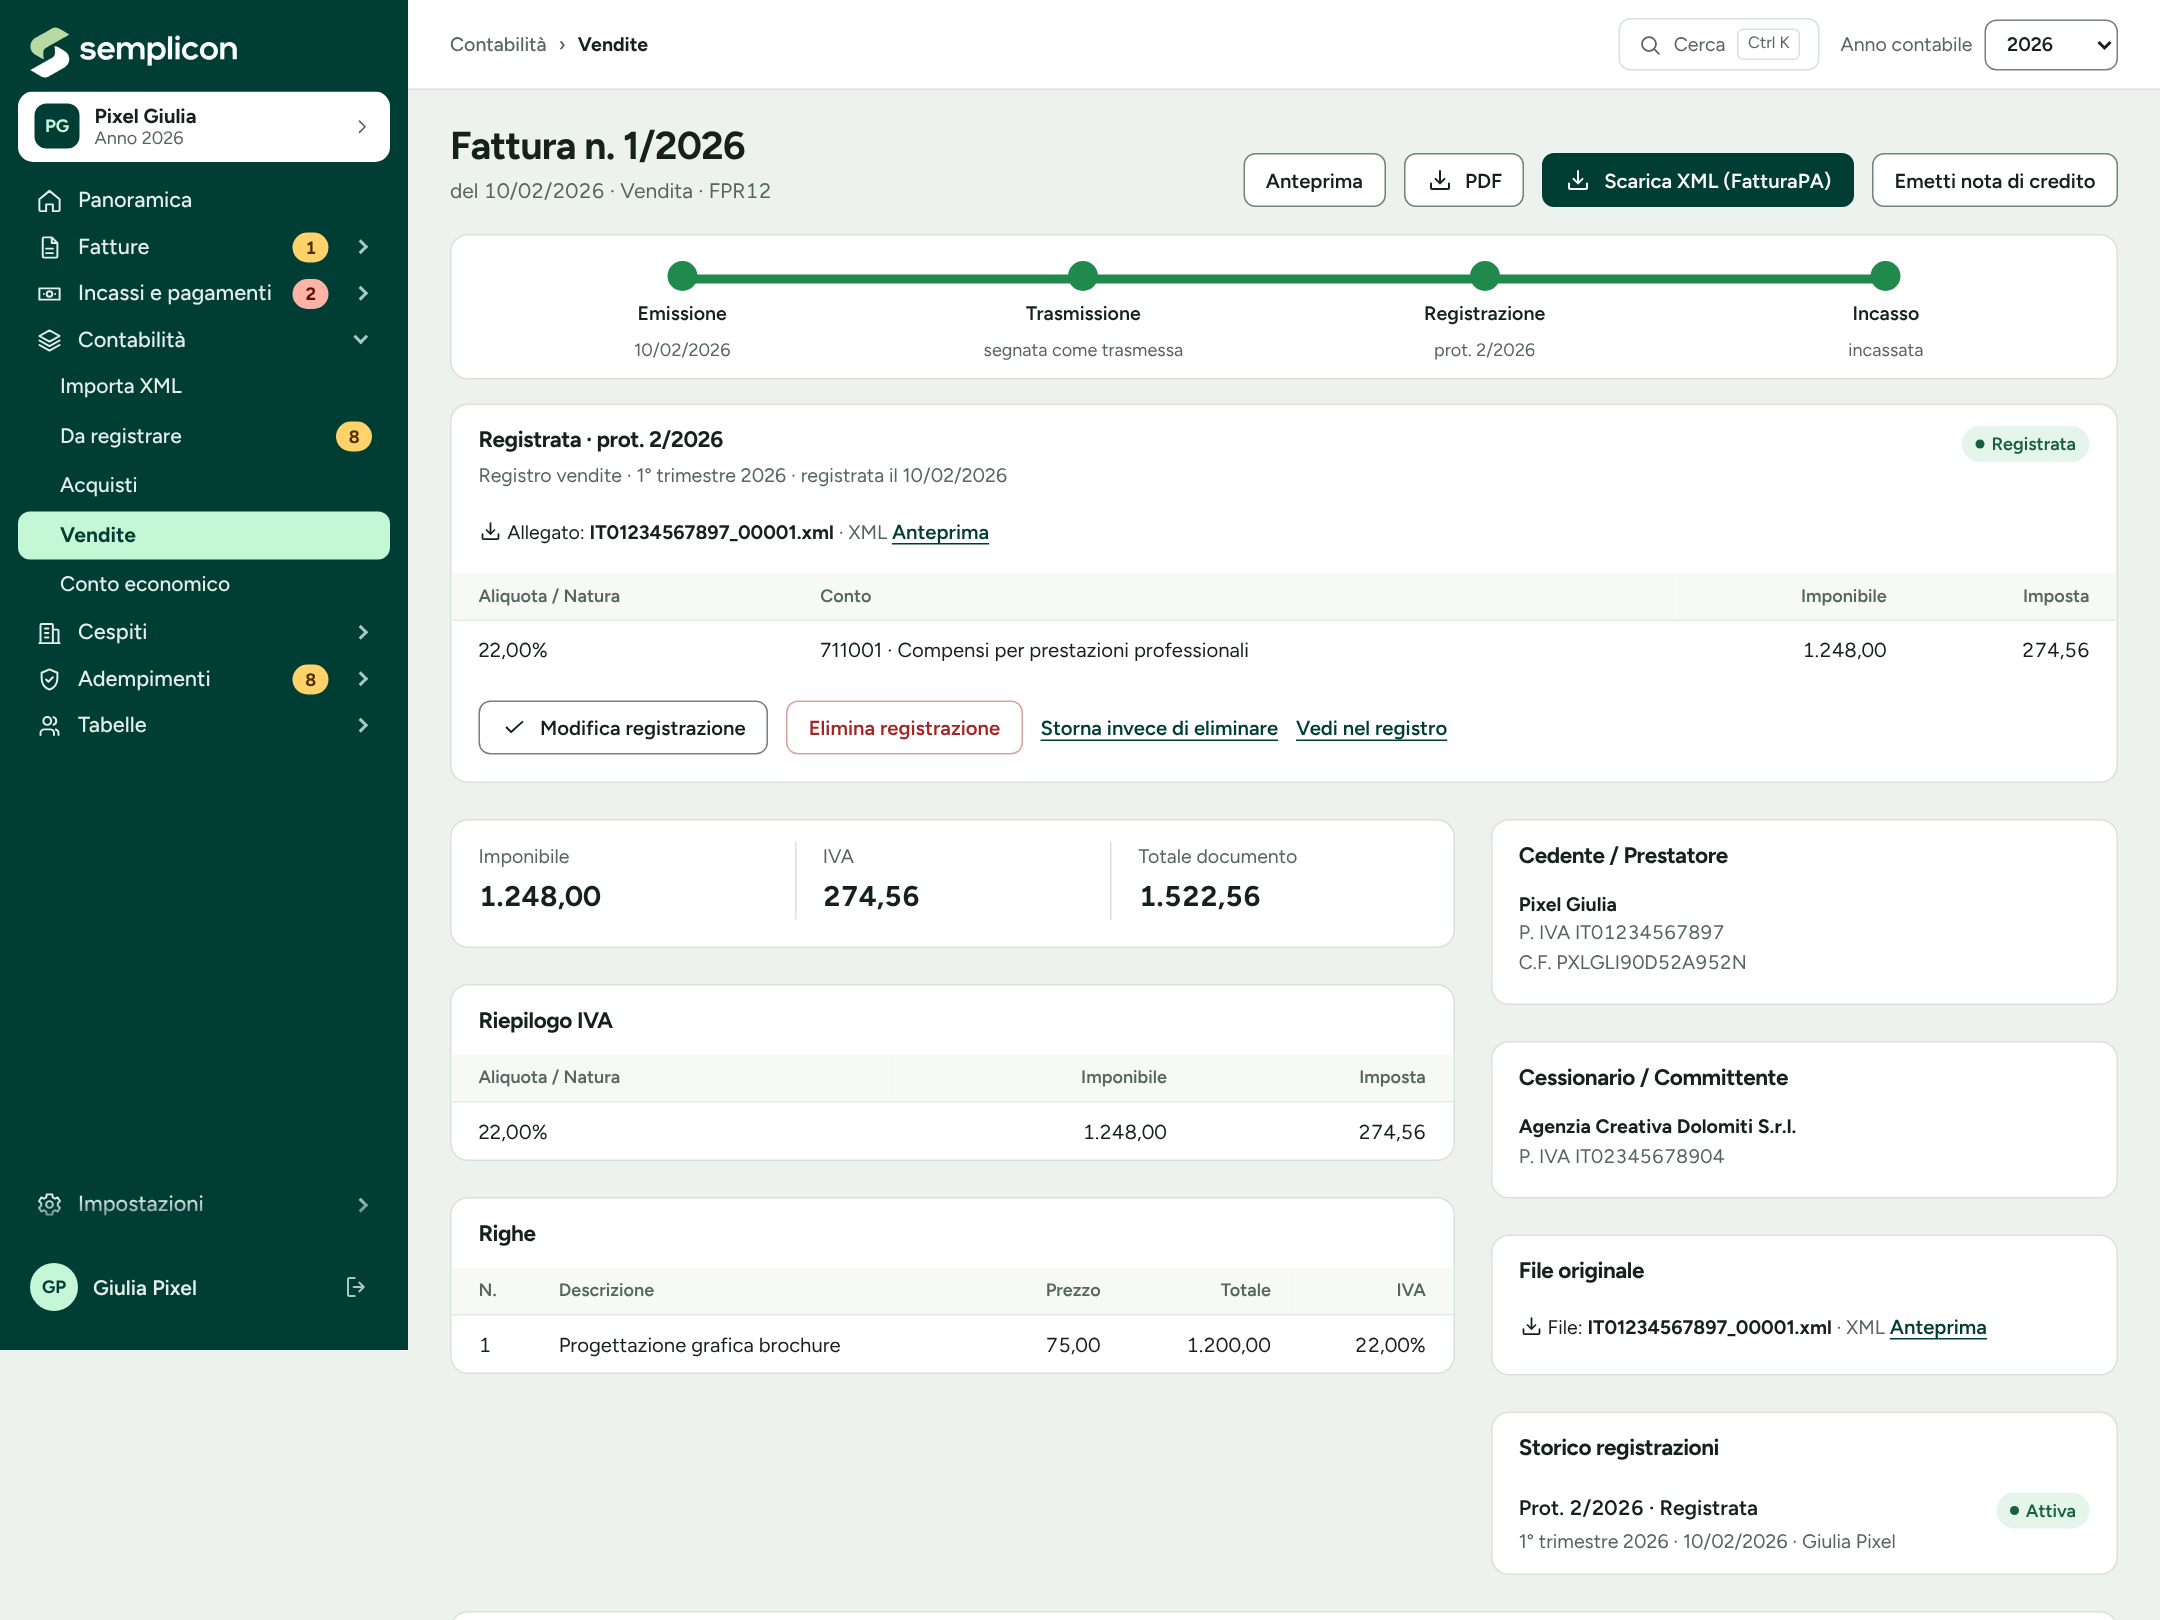 semplicon
PG
Pixel Giulia
Anno 2026
Panoramica
Fatture 1
Incassi e pagamenti 2
Contabilità
Importa XML
Da registrare 8
Acquisti
Vendite
Conto economico
Cespiti
Adempimenti 8
Tabelle
Impostazioni
GP Giulia Pixel
Contabilità › Vendite
Cerca Ctrl K
Anno contabile 2026
Fattura n. 1/2026
del 10/02/2026 · Vendita · FPR12
Anteprima
PDF
Scarica XML (FatturaPA)
Emetti nota di credito
Emissione
10/02/2026
Trasmissione
segnata come trasmessa
Registrazione
prot. 2/2026
Incasso
incassata
Registrata · prot. 2/2026
Registrata
Registro vendite · 1° trimestre 2026 · registrata il 10/02/2026
Allegato: IT01234567897_00001.xml · XML Anteprima
Aliquota / Natura Conto Imponibile Imposta
22,00% 711001 · Compensi per prestazioni professionali 1.248,00 274,56
Modifica registrazione
Elimina registrazione
Storna invece di eliminare
Vedi nel registro
Imponibile
1.248,00
IVA
274,56
Totale documento
1.522,56
Riepilogo IVA
Aliquota / Natura Imponibile Imposta
22,00% 1.248,00 274,56
Righe
N. Descrizione Prezzo Totale IVA
1 Progettazione grafica brochure 75,00 1.200,00 22,00%
Cedente / Prestatore
Pixel Giulia
P. IVA IT01234567897
C.F. PXLGLI90D52A952N
Cessionario / Committente
Agenzia Creativa Dolomiti S.r.l.
P. IVA IT02345678904
File originale
File: IT01234567897_00001.xml · XML Anteprima
Storico registrazioni
Prot. 2/2026 · Registrata
Attiva
1° trimestre 2026 · 10/02/2026 · Giulia Pixel